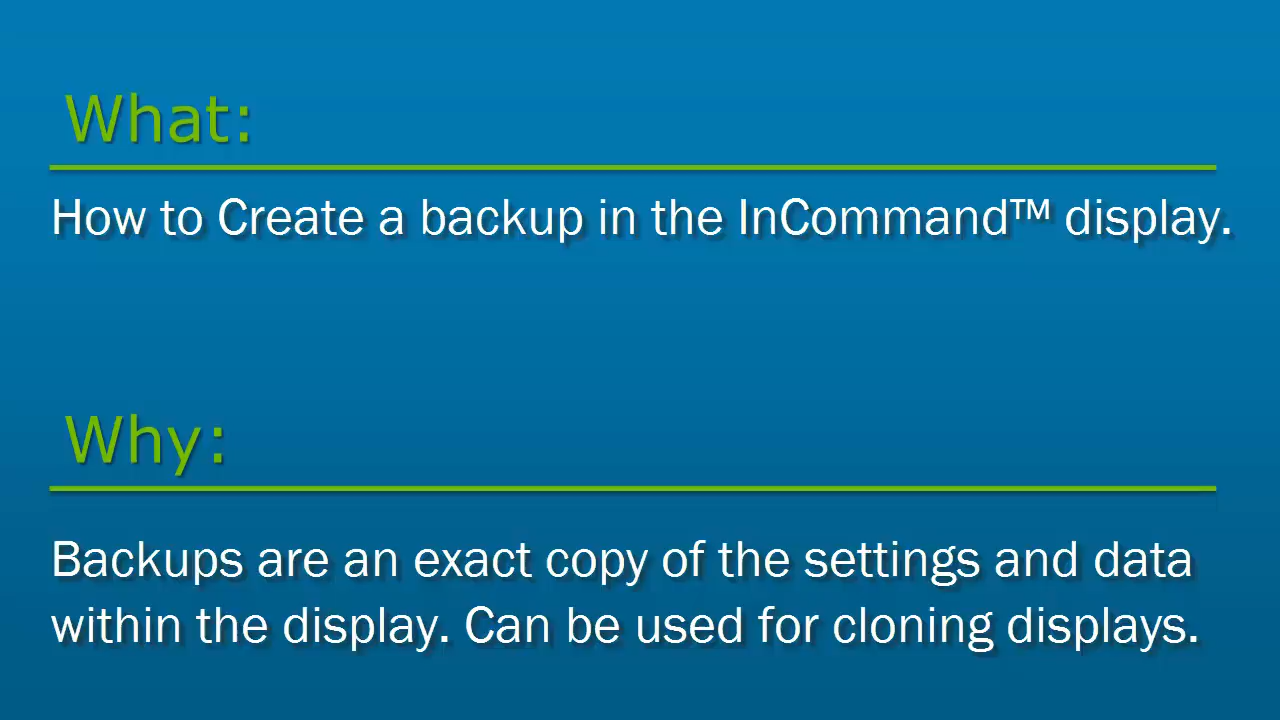 What:
How to Create a backup in the InCommand™ display.
Why:
Backups are an exact copy of the settings and data
within the display. Can be used for cloning displays.